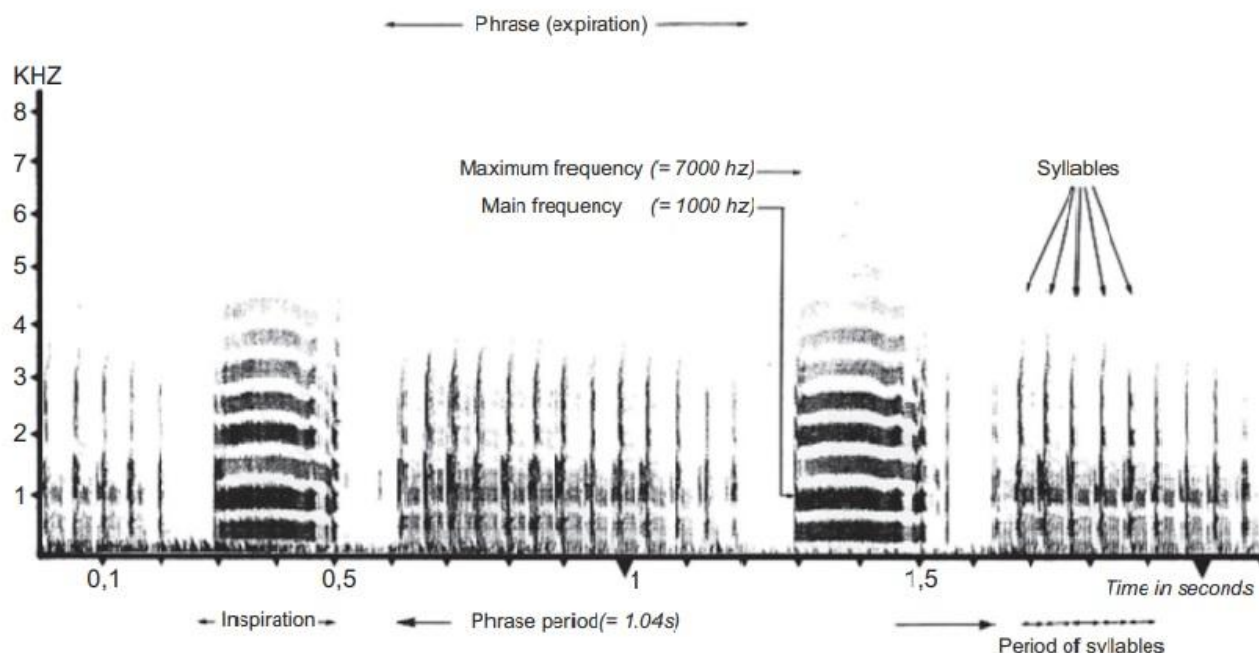 Phrase (expiration)
KHZ
8
7
Maximum frequency (= 7000 hz)
Syllables
6
Main frequency (= 1000 hz)
5
4
3
2
1
0,1 0,5 1 1,5 Time in seconds
Inspiration Phrase period(= 1.04s)
Period of syllables